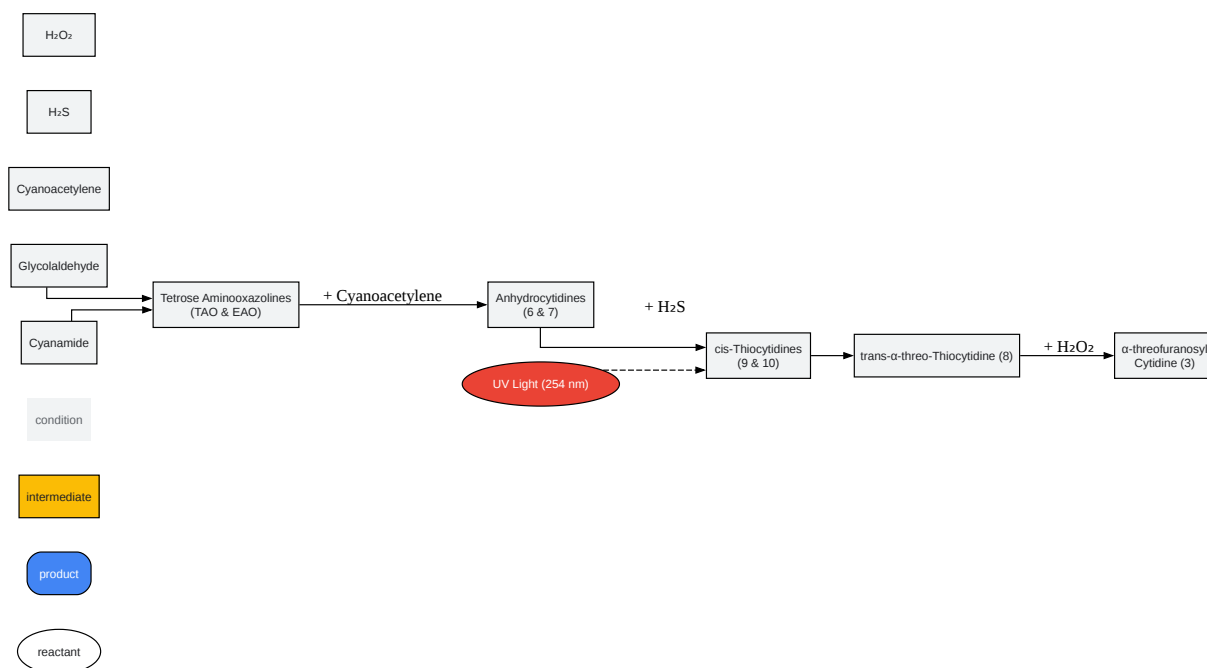 H₂O₂
H₂S
Cyanoacetylene
Glycolaldehyde
Cyanamide
condition
intermediate
product
reactant
Tetrose Aminooxazolines
(TAO & EAO)
+ Cyanoacetylene
Anhydrocytidines
(6 & 7)
UV Light (254 nm)
+ H₂S
cis-Thiocytidines
(9 & 10)
trans-α-threo-Thiocytidine (8)
+ H₂O₂
α-threofuranosyl
Cytidine (3)